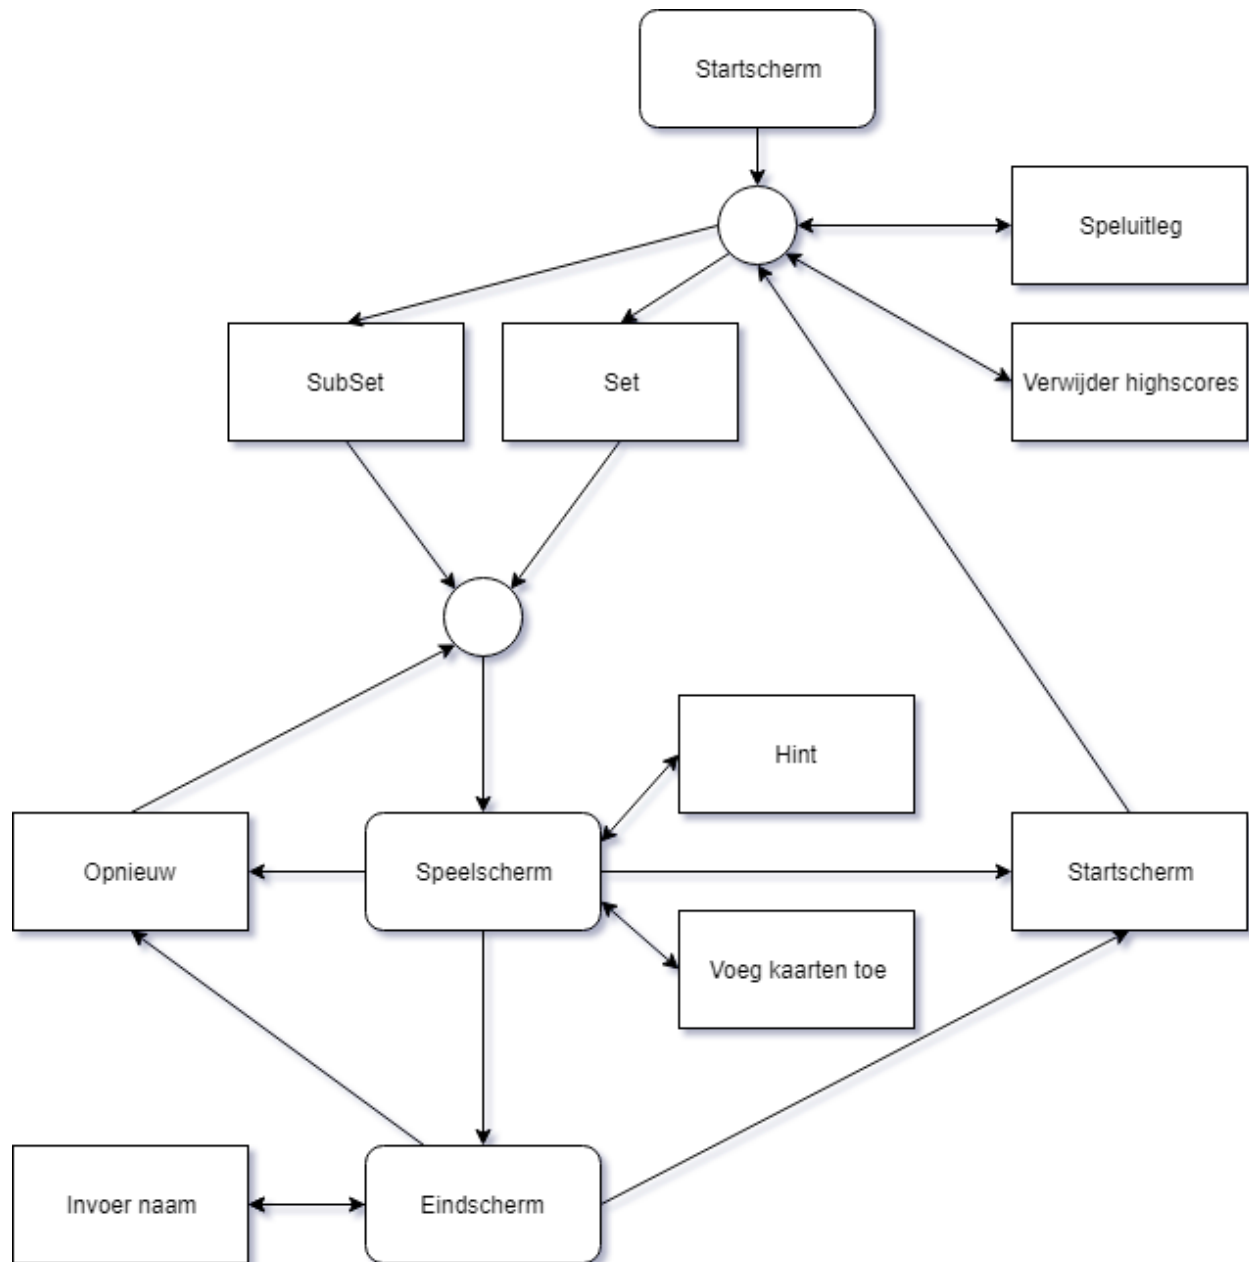 Startscherm
Speluitleg
SubSet
Set
Verwijder highscores
Hint
Opnieuw
Speelscherm
Startscherm
Voeg kaarten toe
Invoer naam
Eindscherm